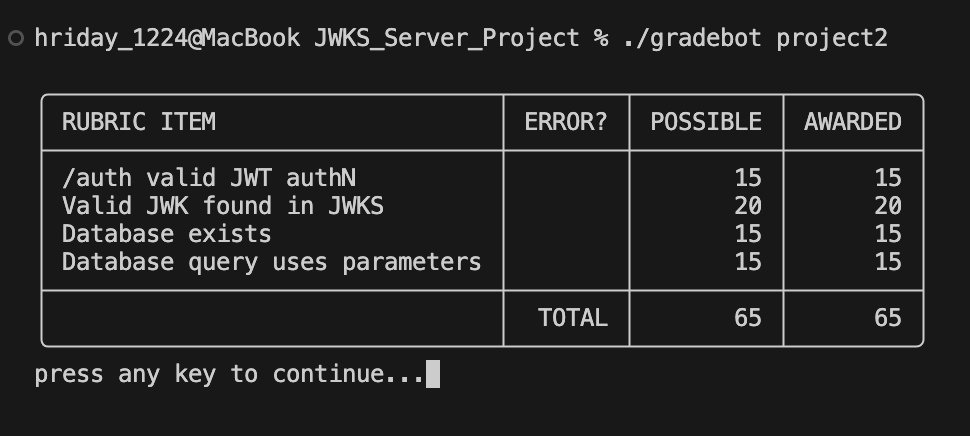 hriday_1224@MacBook JWKS_Server_Project % ./gradebot project2
RUBRIC ITEM ERROR? POSSIBLE AWARDED
/auth valid JWT authN 15 15
Valid JWK found in JWKS 20 20
Database exists 15 15
Database query uses parameters 15 15
TOTAL 65 65
press any key to continue...